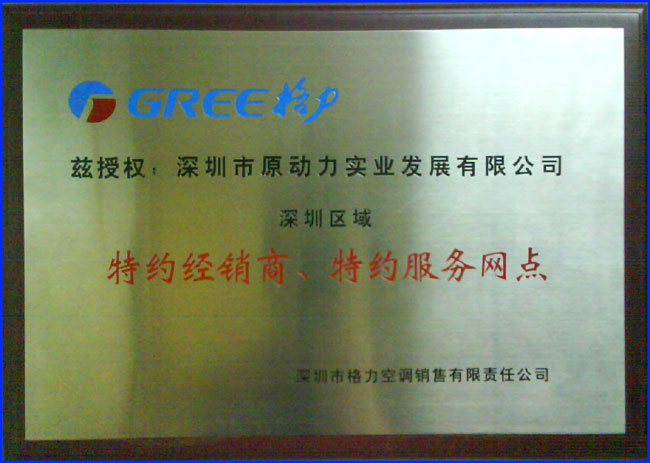 GREE格力
兹授权：深圳市原动力实业发展有限公司
深圳区域
特约经销商、特约服务网点
深圳市格力空调销售有限责任公司